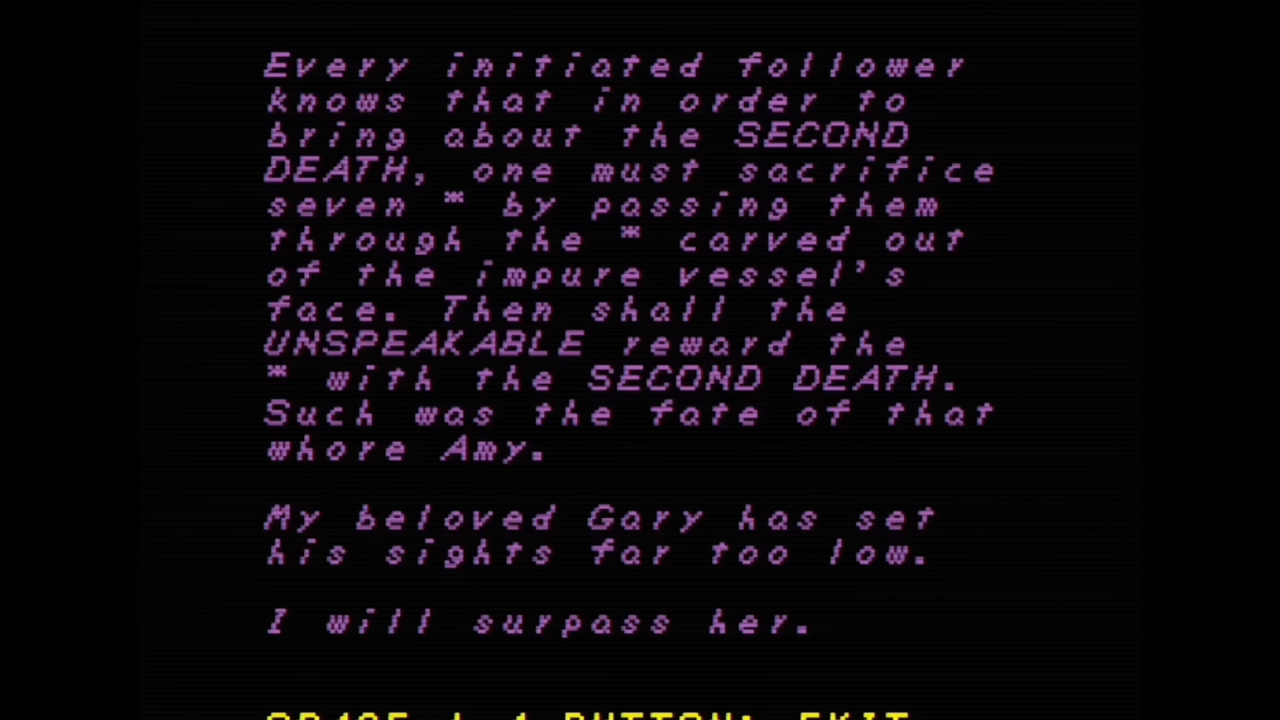 Every initiated follower
knows that in order to
bring about the SECOND
DEATH, one must sacrifice
seven * by passing them
through the * carved out
of the impure vessel's
face. Then shall the
UNSPEAKABLE reward the
* with the SECOND DEATH.
Such was the fate of that
whore Amy.
My beloved Gary has set
his sights far too low.
I will surpass her.
BUTTON: EXIT